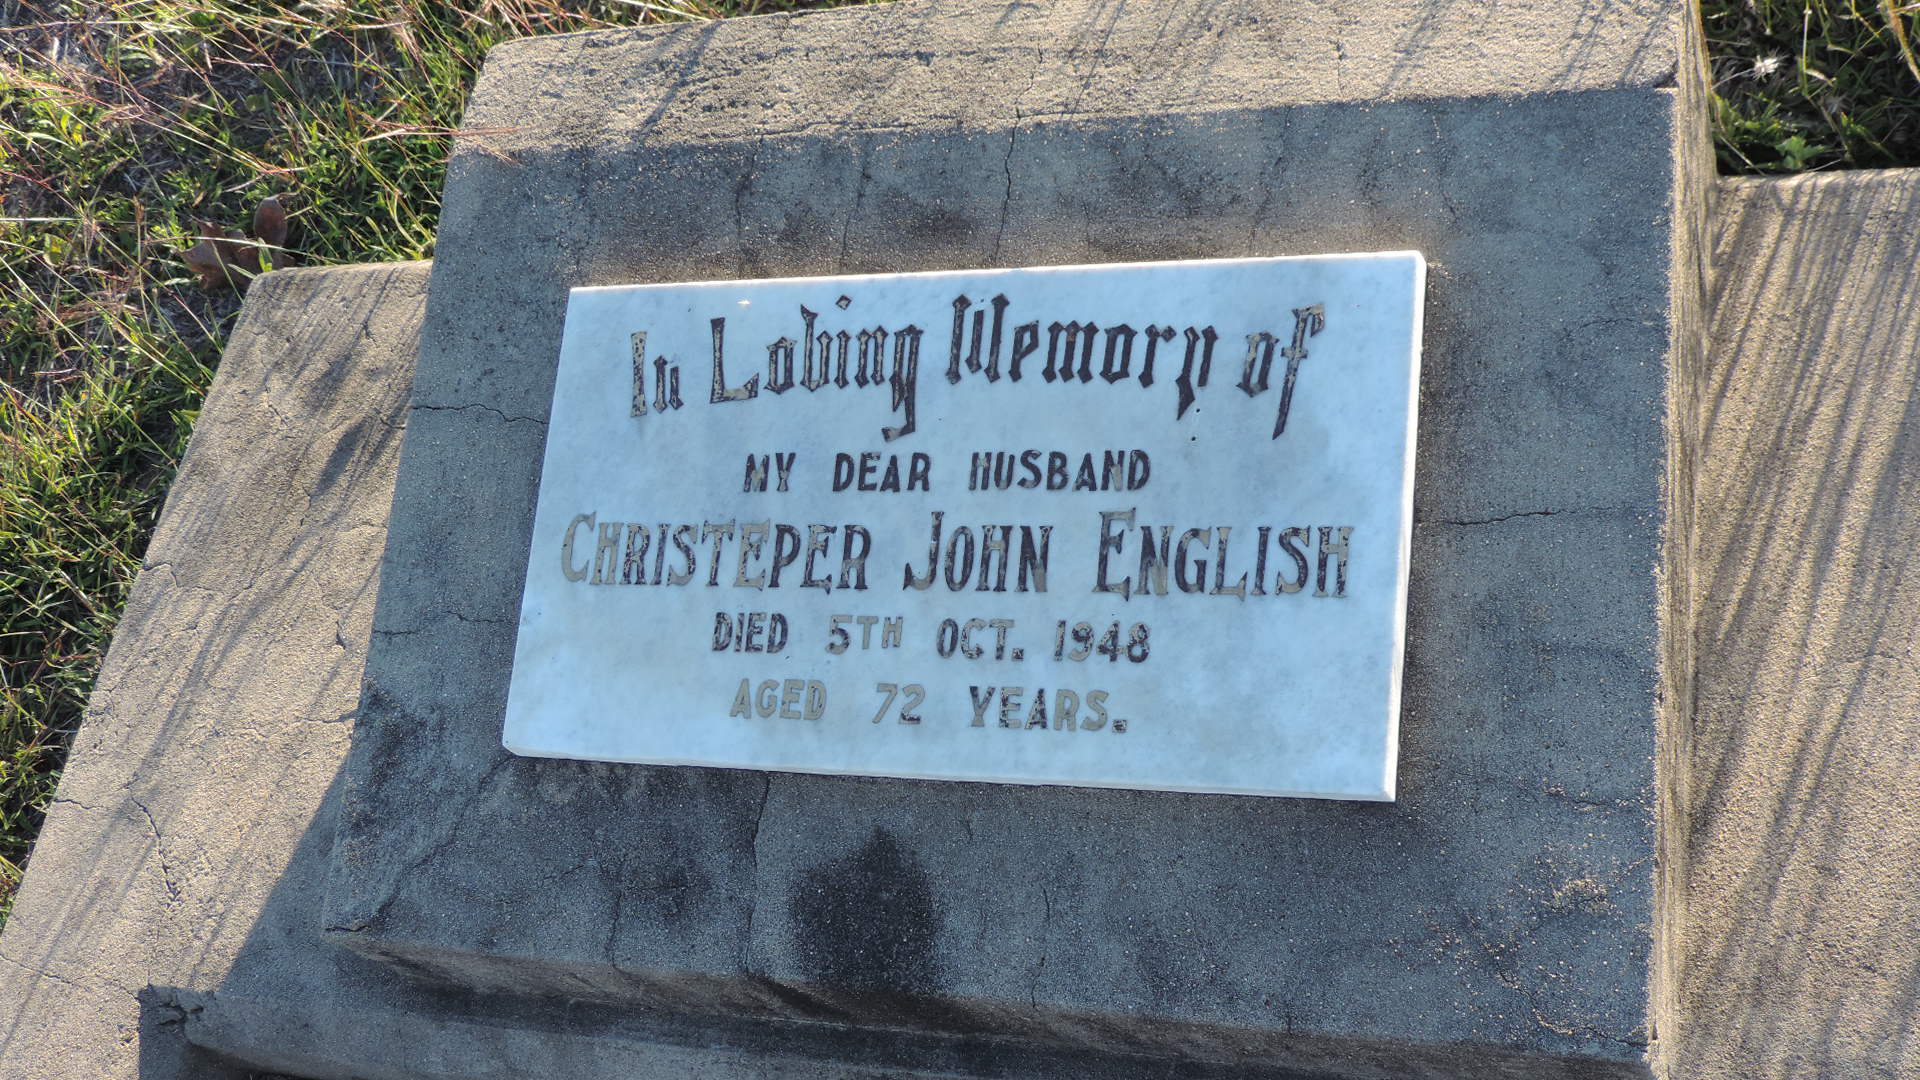 In Loving Memory of
MY DEAR HUSBAND
CHRISTEPER JOHN ENGLISH
DIED 5TH OCT. 1948
AGED 72 YEARS.